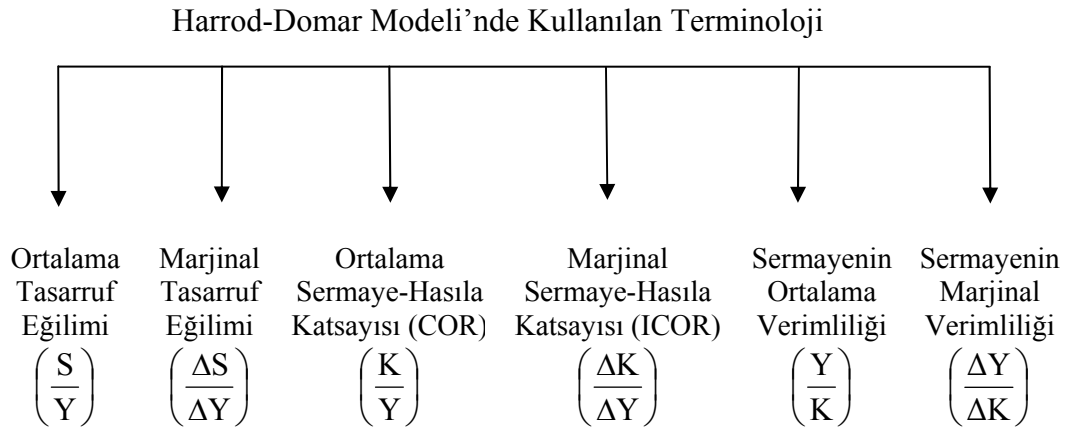 Harrod-Domar Modeli’nde Kullanılan Terminoloji
Ortalama
Tasarruf
Eğilimi
(S/Y)
Marjinal
Tasarruf
Eğilimi
(ΔS/ΔY)
Ortalama
Sermaye-Hasıla
Katsayısı (COR)
(K/Y)
Marjinal
Sermaye-Hasıla
Katsayısı (ICOR)
(ΔK/ΔY)
Sermayenin
Ortalama
Verimliliği
(Y/K)
Sermayenin
Marjinal
Verimliliği
(ΔY/ΔK)